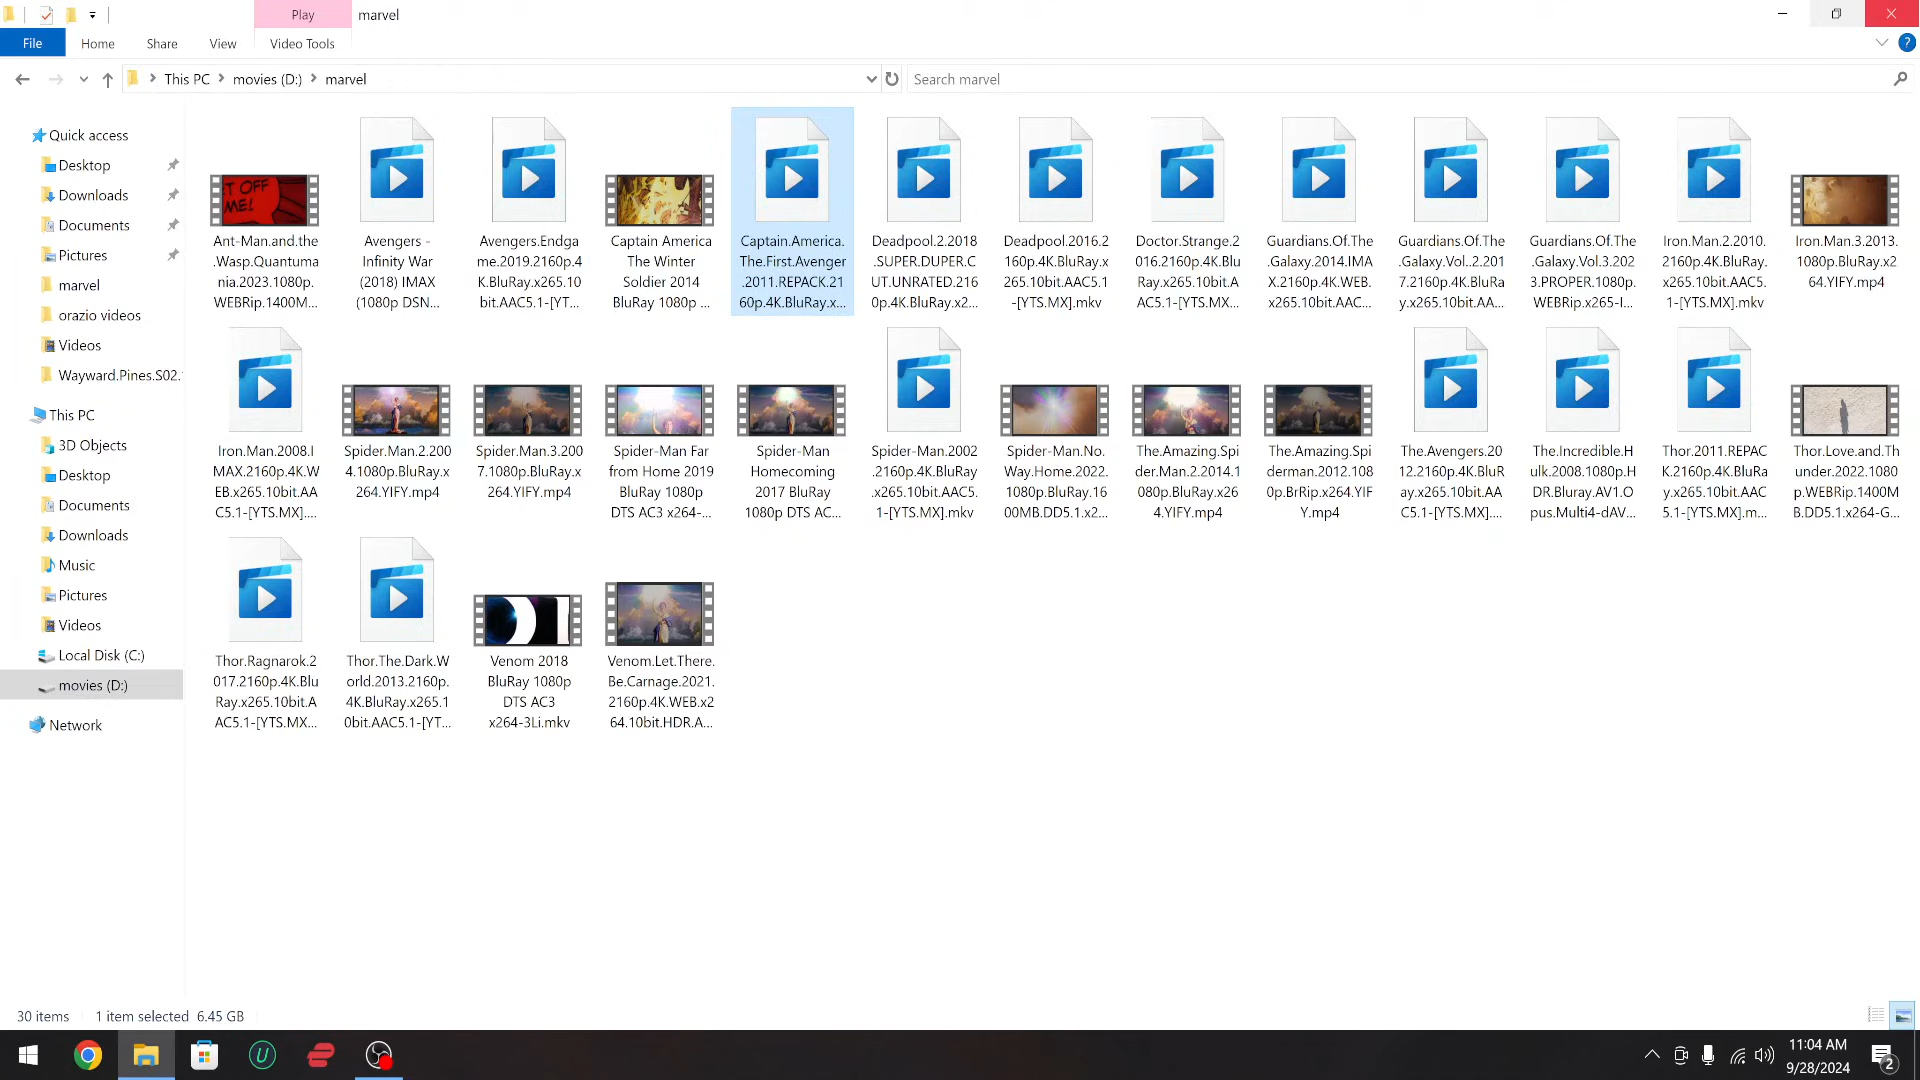 Play
marvel
File
Home
Share
View
Video Tools
This PC
movies (D:)
marvel
Search marvel
Quick access
Desktop
Downloads
Documents
Pictures
marvel
orazio videos
Videos
Wayward.Pines.S02.
This PC
3D Objects
Desktop
Documents
Downloads
Music
Pictures
Videos
Local Disk (C:)
movies (D:)
Network
T OFF
ME!
Ant-Man.and.the
.Wasp.Quantuma
nia.2023.1080p.
WEBRip.1400M...
Avengers -
Infinity War
(2018) IMAX
(1080p DSN...
Avengers.Endga
me.2019.2160p.4
K.BluRay.x265.10
bit.AAC5.1-[YT...
Captain America
The Winter
Soldier 2014
BluRay 1080p ...
Captain.America.
The.First.Avenger
.2011.REPACK.21
60p.4K.BluRay.x...
Deadpool.2.2018
.SUPER.DUPER.C
UT.UNRATED.216
0p.4K.BluRay.x2...
Deadpool.2016.2
160p.4K.BluRay.x
265.10bit.AAC5.1
-[YTS.MX].mkv
Doctor.Strange.2
016.2160p.4K.Blu
Ray.x265.10bit.A
AC5.1-[YTS.MX...
Guardians.Of.The
.Galaxy.2014.IMA
X.2160p.4K.WEB.
x265.10bit.AAC...
Guardians.Of.The
.Galaxy.Vol..2.201
7.2160p.4K.BluRa
y.x265.10bit.AA...
Guardians.Of.The
.Galaxy.Vol.3.202
3.PROPER.1080p.
WEBRip.x265-I...
Iron.Man.2.2010.
2160p.4K.BluRay.
x265.10bit.AAC5.
1-[YTS.MX].mkv
Iron.Man.3.2013.
1080p.BluRay.x2
64.YIFY.mp4
Iron.Man.2008.I
MAX.2160p.4K.W
EB.x265.10bit.AA
C5.1-[YTS.MX]....
Spider.Man.2.200
4.1080p.BluRay.x
264.YIFY.mp4
Spider.Man.3.200
7.1080p.BluRay.x
264.YIFY.mp4
Spider-Man Far
from Home 2019
BluRay 1080p
DTS AC3 x264-...
Spider-Man
Homecoming
2017 BluRay
1080p DTS AC...
Spider-Man.2002
.2160p.4K.BluRay
.x265.10bit.AAC5.
1-[YTS.MX].mkv
Spider-Man.No.
Way.Home.2022.
1080p.BluRay.16
00MB.DD5.1.x2...
The.Amazing.Spi
der.Man.2.2014.1
080p.BluRay.x26
4.YIFY.mp4
The.Amazing.Spi
derman.2012.108
0p.BrRip.x264.YIF
Y.mp4
The.Avengers.20
12.2160p.4K.BluR
ay.x265.10bit.AA
C5.1-[YTS.MX]....
The.Incredible.H
ulk.2008.1080p.H
DR.Bluray.AV1.O
pus.Multi4-dAV...
Thor.2011.REPAC
K.2160p.4K.BluRa
y.x265.10bit.AAC
5.1-[YTS.MX].m...
Thor.Love.and.Th
under.2022.1080
p.WEBRip.1400M
B.DD5.1.x264-G...
Thor.Ragnarok.2
017.2160p.4K.Blu
Ray.x265.10bit.A
AC5.1-[YTS.MX...
Thor.The.Dark.W
orld.2013.2160p.
4K.BluRay.x265.1
0bit.AAC5.1-[YT...
Venom 2018
BluRay 1080p
DTS AC3
x264-3Li.mkv
Venom.Let.There.
Be.Carnage.2021.
2160p.4K.WEB.x2
64.10bit.HDR.A...
30 items
1 item selected 6.45 GB
11:04 AM
9/28/2024
2